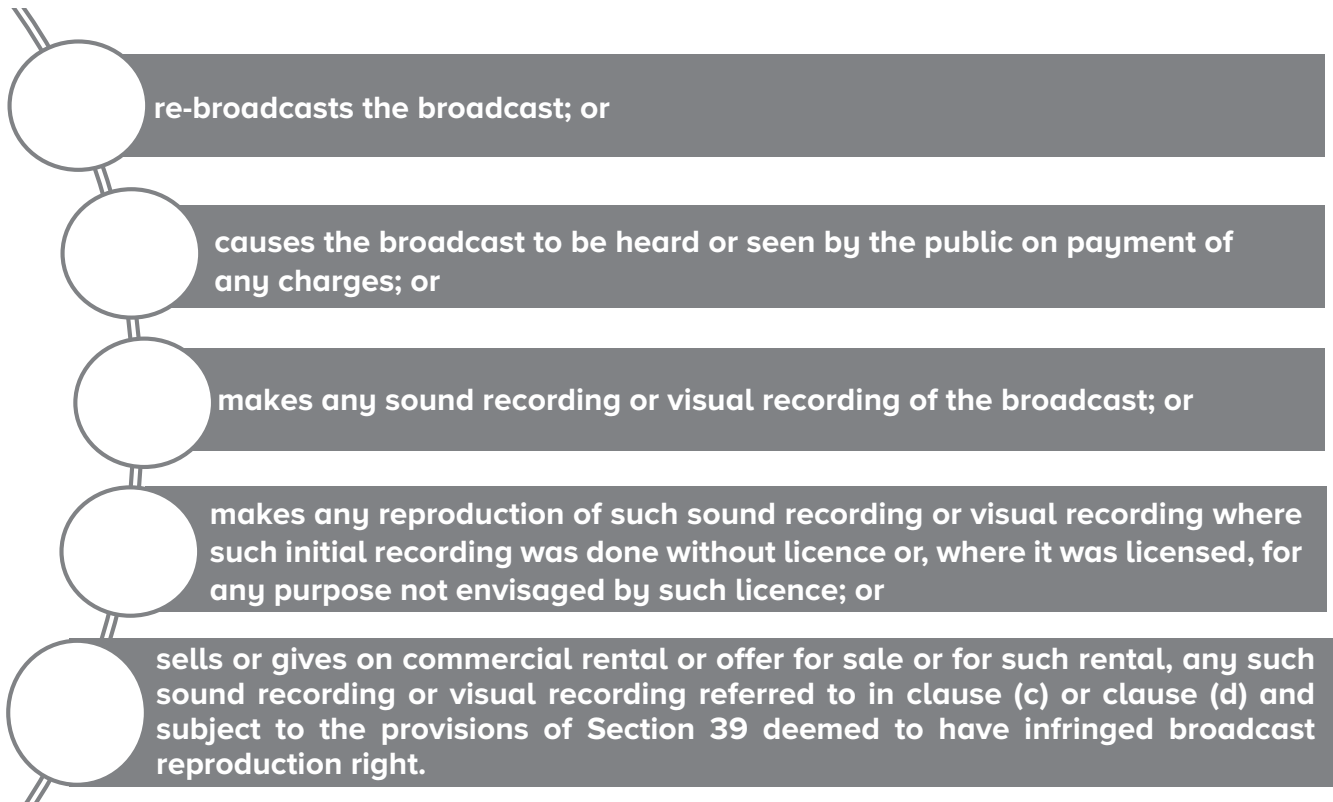 re-broadcasts the broadcast; or
causes the broadcast to be heard or seen by the public on payment of
any charges; or
makes any sound recording or visual recording of the broadcast; or
makes any reproduction of such sound recording or visual recording where
such initial recording was done without licence or, where it was licensed, for
any purpose not envisaged by such licence; or
sells or gives on commercial rental or offer for sale or for such rental, any such
sound recording or visual recording referred to in clause (c) or clause (d) and
subject to the provisions of Section 39 deemed to have infringed broadcast
reproduction right.